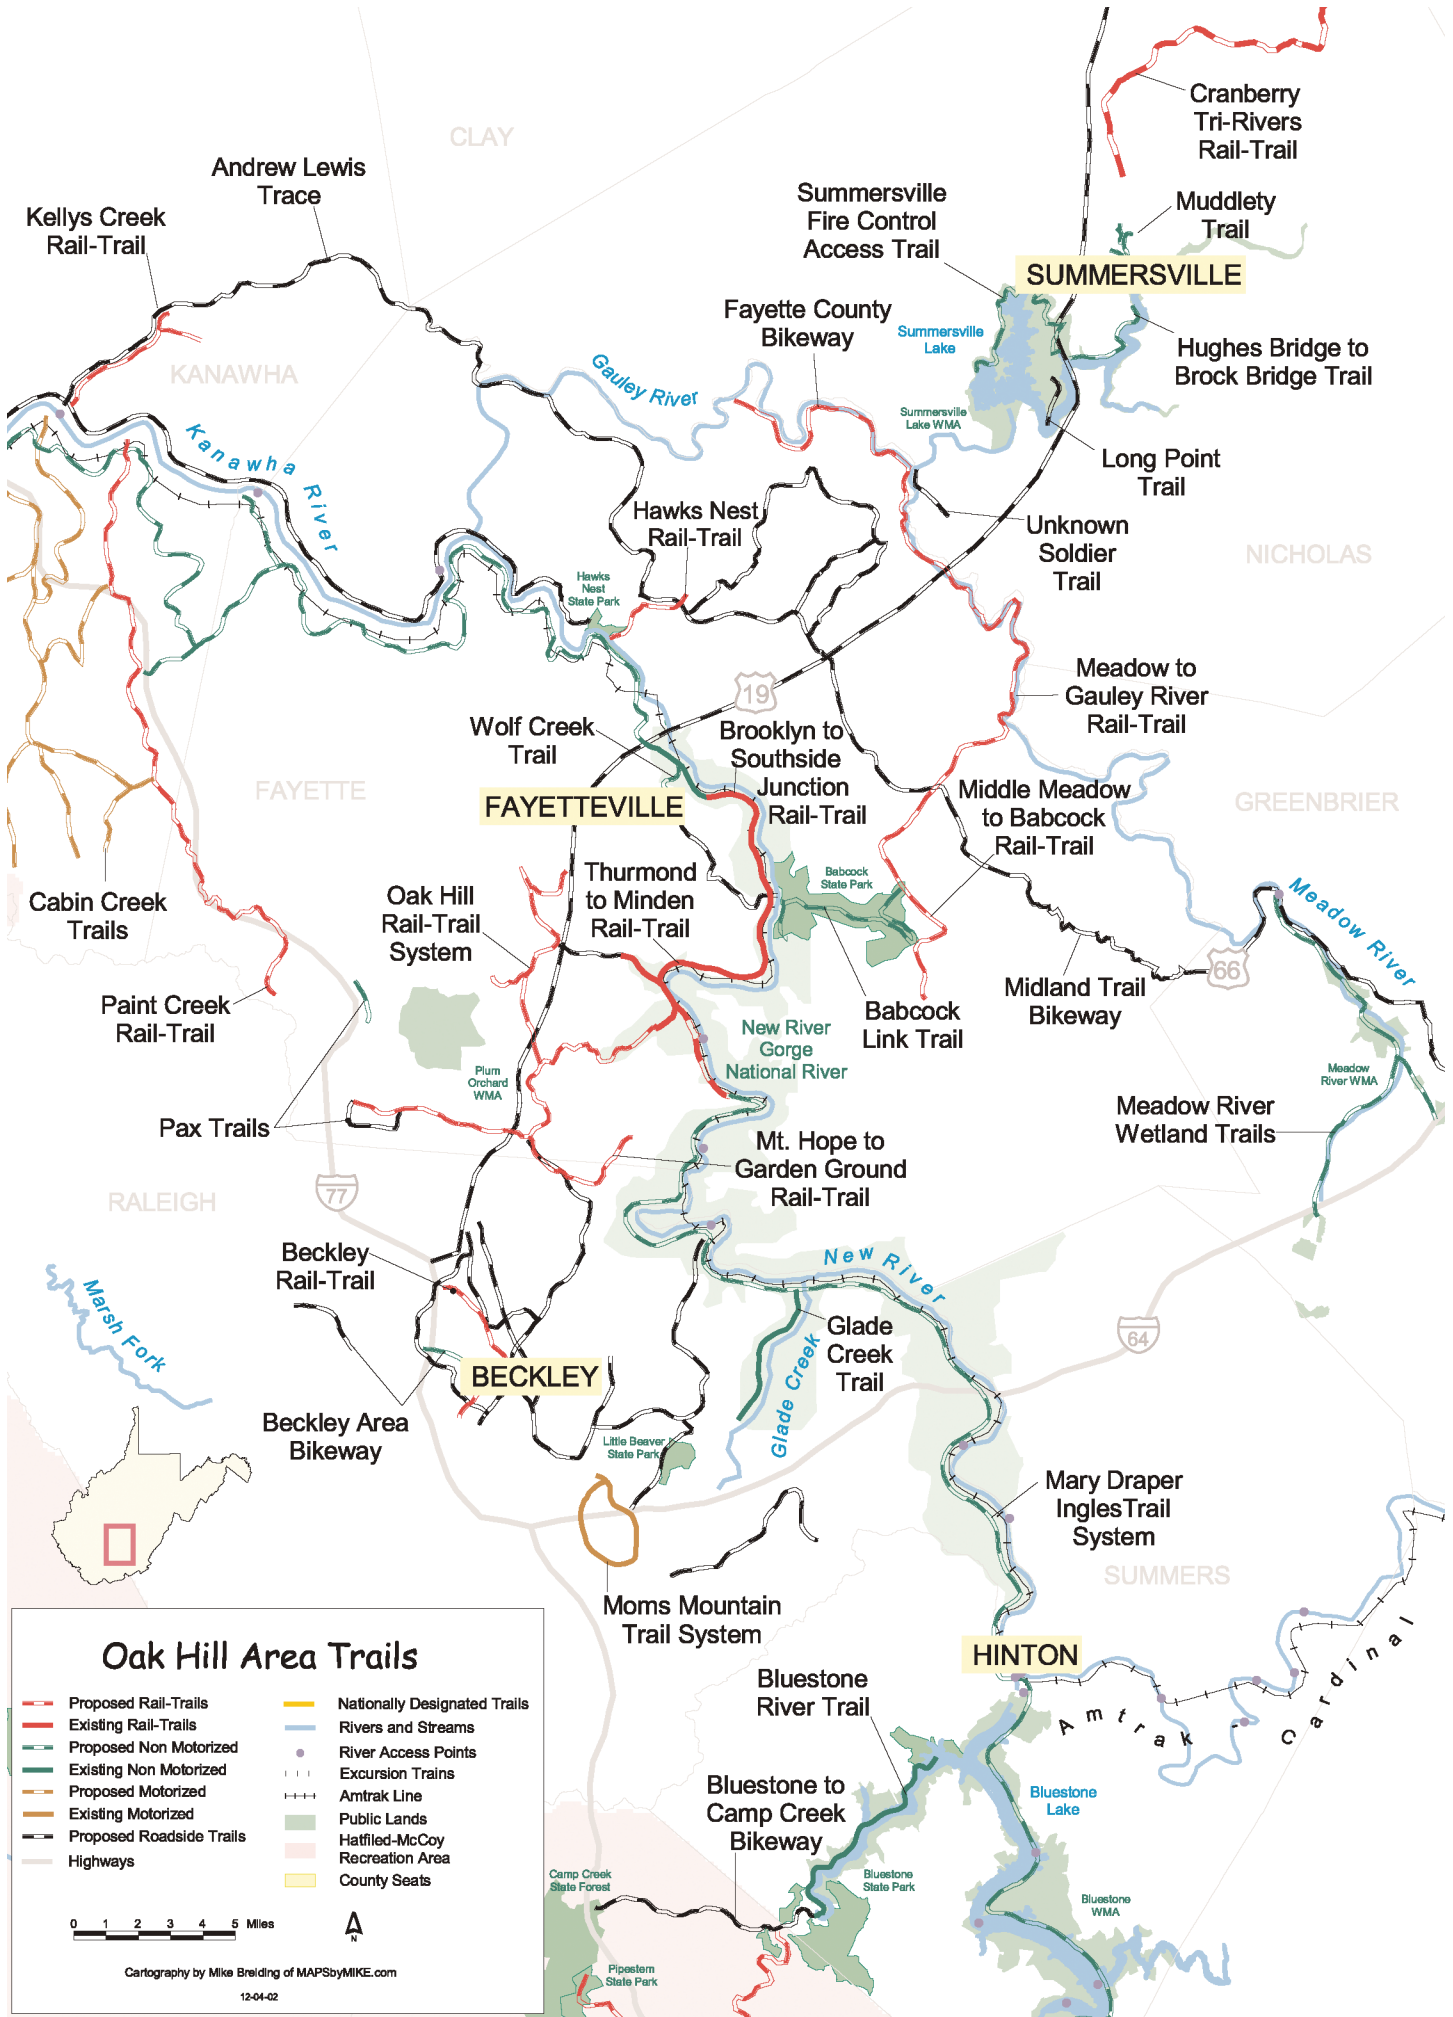 CLAY
Cranberry
Tri-Rivers
Rail-Trail
Andrew Lewis
Trace
Kellys Creek
Rail-Trail
Summersville
Fire Control
Access Trail
Muddlety
Trail
SUMMERSVILLE
Fayette County
Bikeway
Summersville
Lake
Hughes Bridge to
Brock Bridge Trail
KANAWHA
Gauley River
Summersville
Lake WMA
Kanawha River
Long Point
Trail
Hawks Nest
Rail-Trail
Unknown
Soldier
Trail
NICHOLAS
Hawks
Nest
State Park
19
Meadow to
Gauley River
Rail-Trail
Wolf Creek
Trail
Brooklyn to
Southside
Junction
Rail-Trail
FAYETTE
FAYETTEVILLE
Middle Meadow
to Babcock
Rail-Trail
GREENBRIER
Cabin Creek
Trails
Oak Hill
Rail-Trail
System
Thurmond
to Minden
Rail-Trail
Babcock
State Park
Meadow River
66
Paint Creek
Rail-Trail
Babcock
Link Trail
Midland Trail
Bikeway
New River
Gorge
National River
Plum
Orchard
WMA
Meadow
River WMA
Pax Trails
Meadow River
Wetland Trails
Mt. Hope to
Garden Ground
Rail-Trail
77
RALEIGH
Beckley
Rail-Trail
New River
Marsh Fork
Glade
Creek
Trail
64
Glade Creek
BECKLEY
Beckley Area
Bikeway
Little Beaver
State Park
Mary Draper
InglesTrail
System
SUMMERS
Moms Mountain
Trail System
HINTON
Amtrak - Cardinal
Bluestone
River Trail
Bluestone
Lake
Bluestone to
Camp Creek
Bikeway
Camp Creek
State Forest
Bluestone
State Park
Bluestone
WMA
Pipestem
State Park
Oak Hill Area Trails
Proposed Rail-Trails
Existing Rail-Trails
Proposed Non Motorized
Existing Non Motorized
Proposed Motorized
Existing Motorized
Proposed Roadside Trails
Highways
Nationally Designated Trails
Rivers and Streams
River Access Points
Excursion Trains
Amtrak Line
Public Lands
Hatfiled-McCoy
Recreation Area
County Seats
0 1 2 3 4 5 Miles
N
Cartography by Mike Breiding of MAPSbyMIKE.com
12-04-02